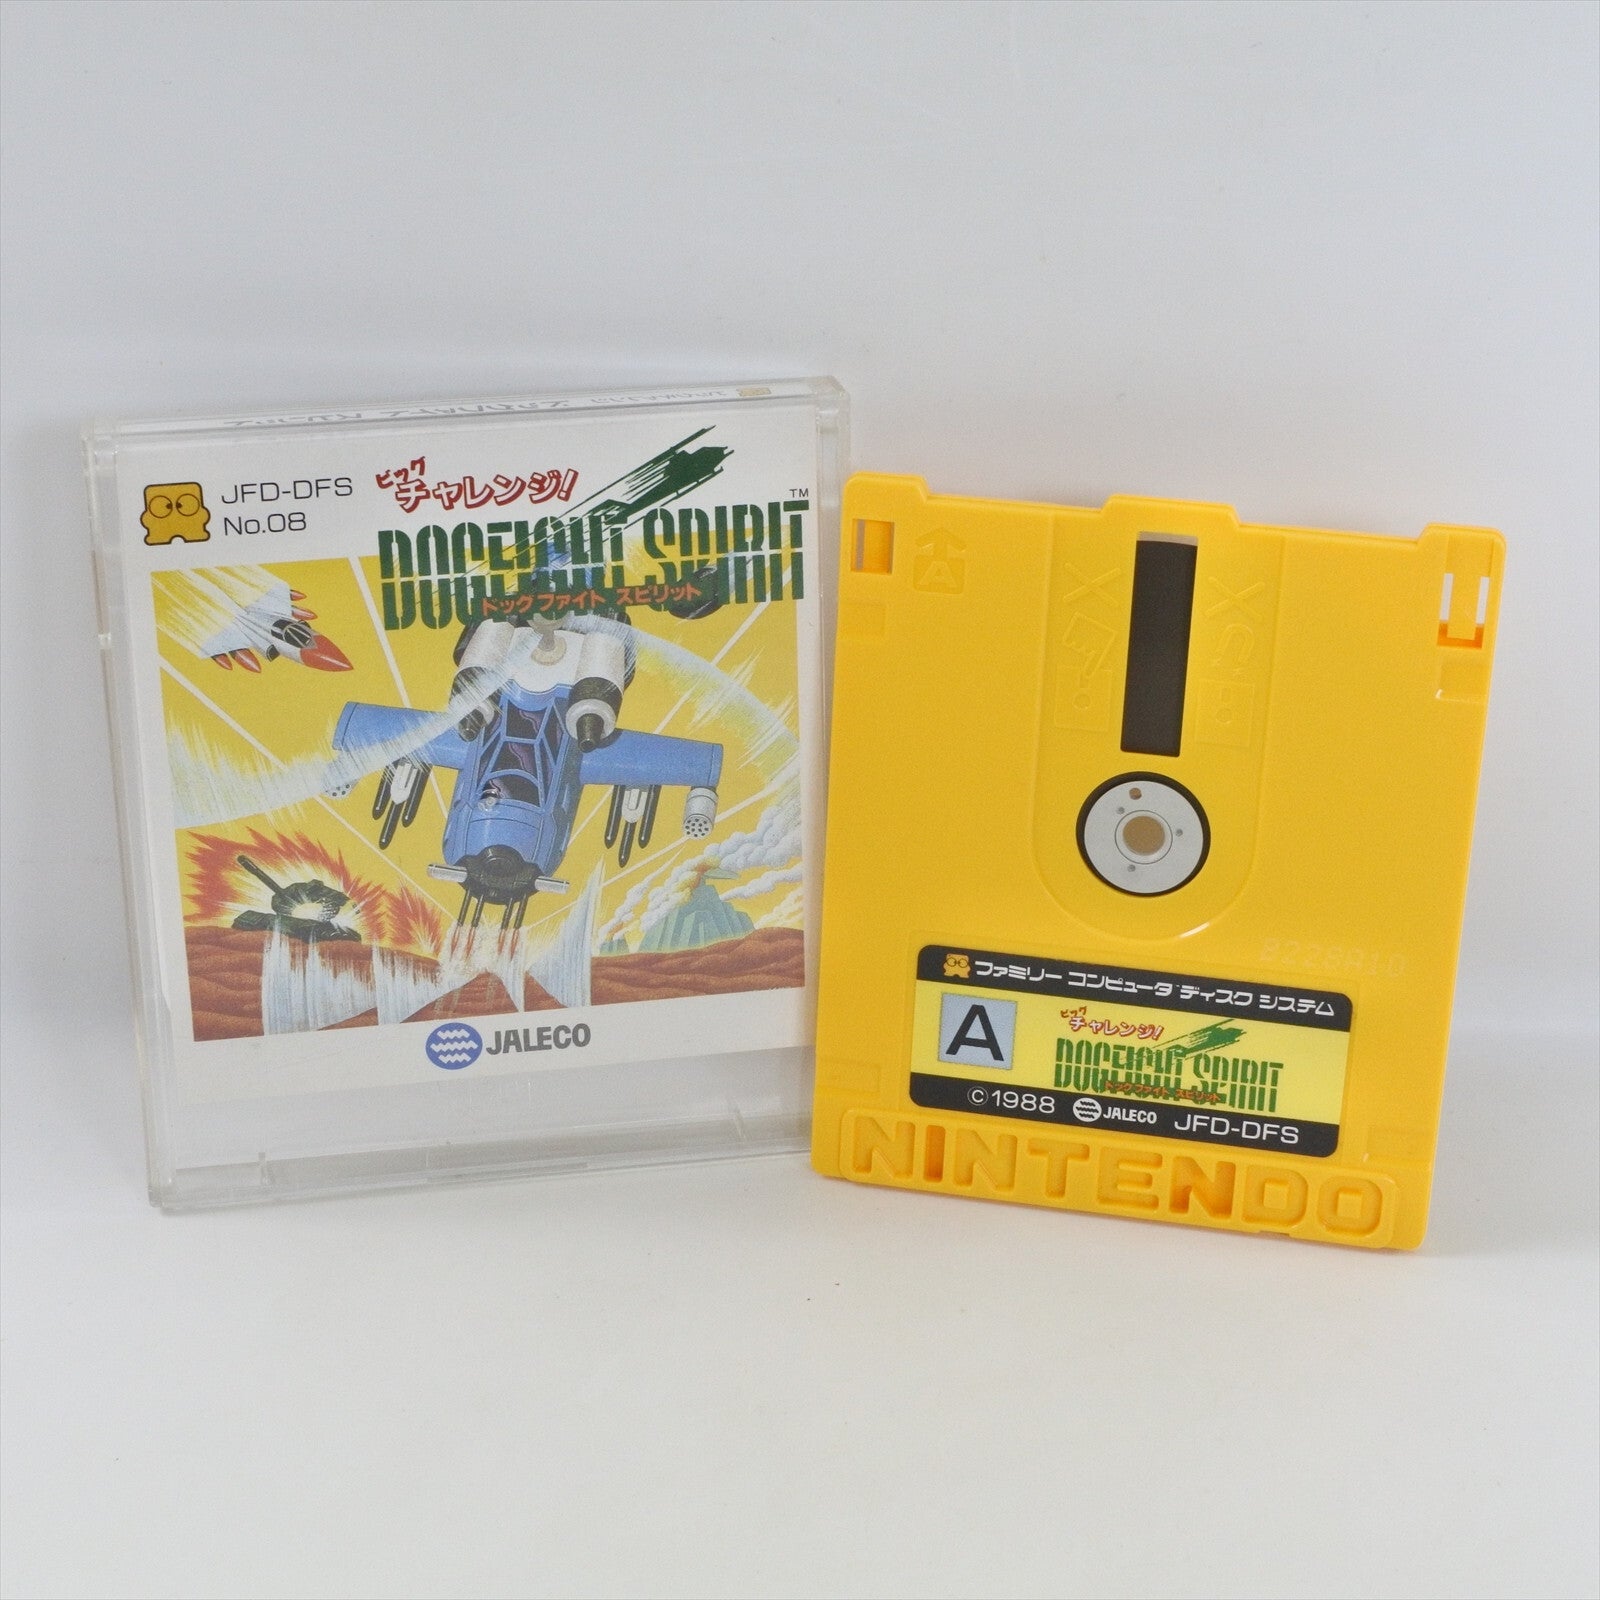 JFD-DFS
No.08
ビッグ
チャレンジ!
DOGFIGHT SPIRIT™
ドッグファイト スピリット
JALECO
A
B228A
ファミリー コンピュータ ディスク システム
A
ビッグ
チャレンジ!
DOGFIGHT SPIRIT
ドッグファイト スピリット
©1988 JALECO JFD-DFS
NINTENDO